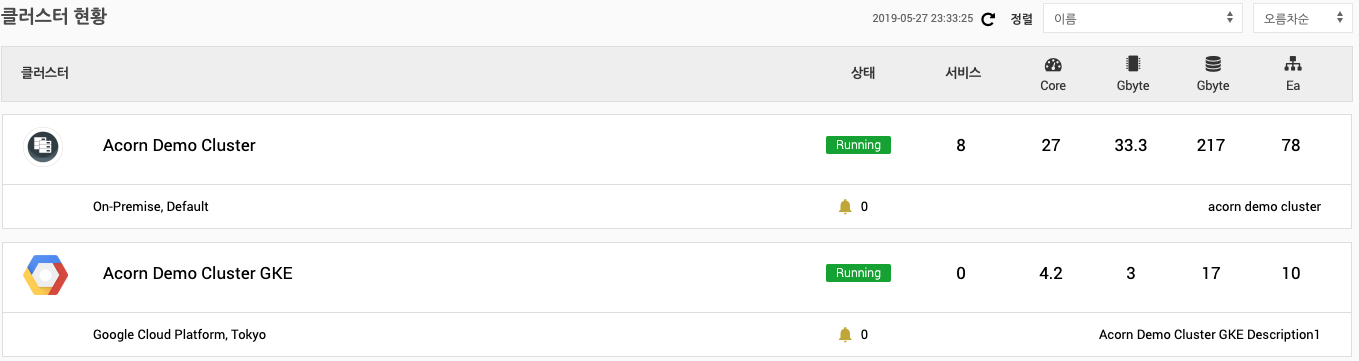 클러스터 현황
2019-05-27 23:33:25 정렬 이름 오름차순
클러스터 상태 서비스 Core Gbyte Gbyte Ea
Acorn Demo Cluster Running 8 27 33.3 217 78
On-Premise, Default 0 acorn demo cluster
Acorn Demo Cluster GKE Running 0 4.2 3 17 10
Google Cloud Platform, Tokyo 0 Acorn Demo Cluster GKE Description1